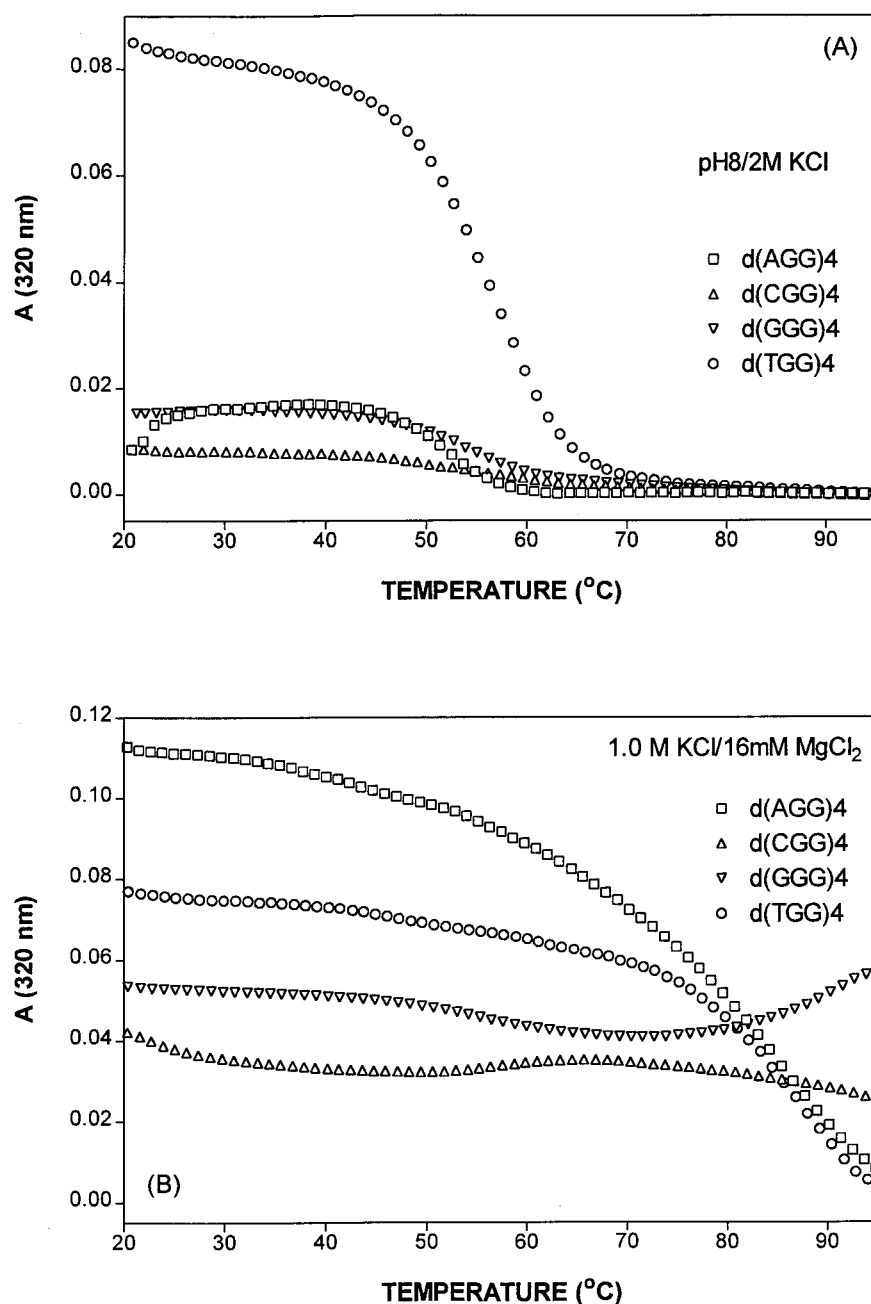 (A)
0.08
0.06
0.04
0.02
0.00
A (320 nm)
pH8/2M KCl
□ d(AGG)4
△ d(CGG)4
▽ d(GGG)4
○ d(TGG)4
20 30 40 50 60 70 80 90
TEMPERATURE (°C)
0.12
0.10
0.08
0.06
0.04
0.02
0.00
A (320 nm)
1.0 M KCl/16mM MgCl₂
□ d(AGG)4
△ d(CGG)4
▽ d(GGG)4
○ d(TGG)4
(B)
20 30 40 50 60 70 80 90
TEMPERATURE (°C)